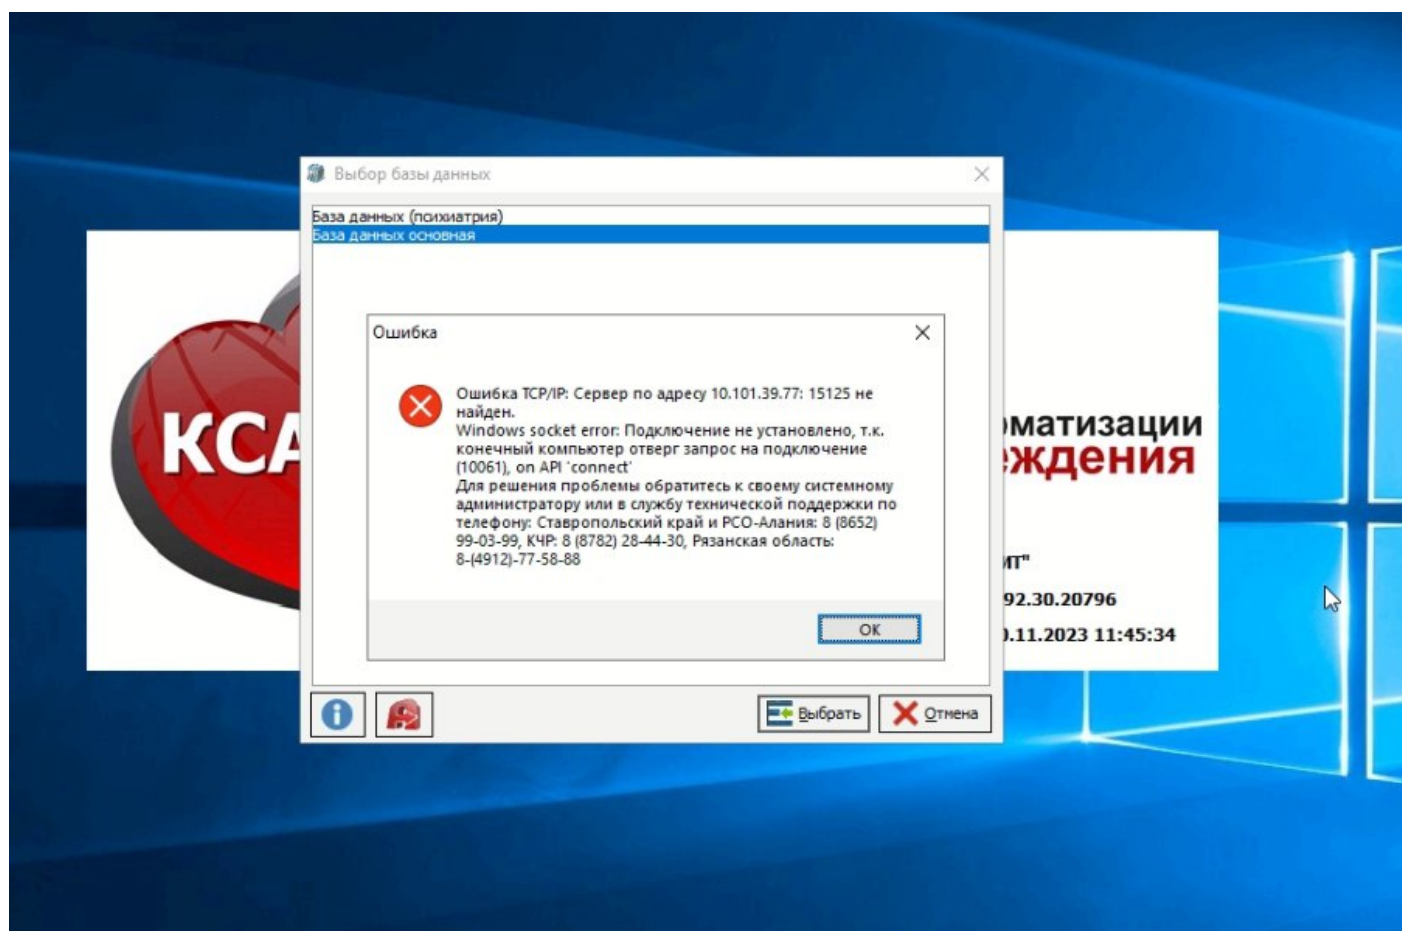 Выбор базы данных
База данных (психиатрия)
База данных основная
Ошибка
Ошибка TCP/IP: Сервер по адресу 10.101.39.77: 15125 не
найден.
Windows socket error: Подключение не установлено, т.к.
конечный компьютер отверг запрос на подключение
(10061), on API 'connect'
Для решения проблемы обратитесь к своему системному
администратору или в службу технической поддержки по
телефону: Ставропольский край и РСО-Алания: 8 (8652)
99-03-99, КЧР: 8 (8782) 28-44-30, Рязанская область:
8-(4912)-77-58-88
OK
КСА
матизации
ждения
ИТ"
92.30.20796
.11.2023 11:45:34
Выбрать
Отмена